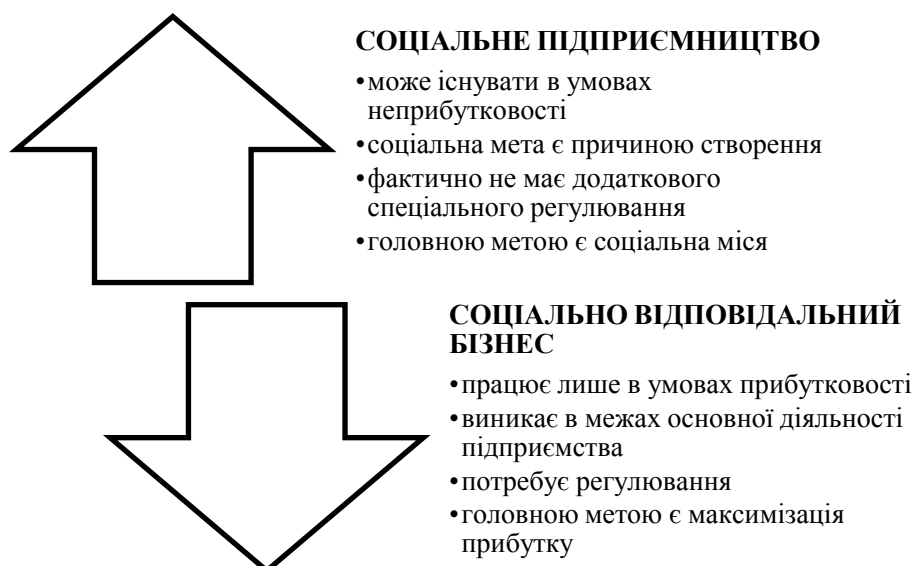 СОЦІАЛЬНЕ ПІДПРИЄМНИЦТВО
•може існувати в умовах
неприбутковості
•соціальна мета є причиною створення
•фактично не має додаткового
спеціального регулювання
•головною метою є соціальна місія
СОЦІАЛЬНО ВІДПОВІДАЛЬНИЙ
БІЗНЕС
•працює лише в умовах прибутковості
•виникає в межах основної діяльності
підприємства
•потребує регулювання
•головною метою є максимізація
прибутку